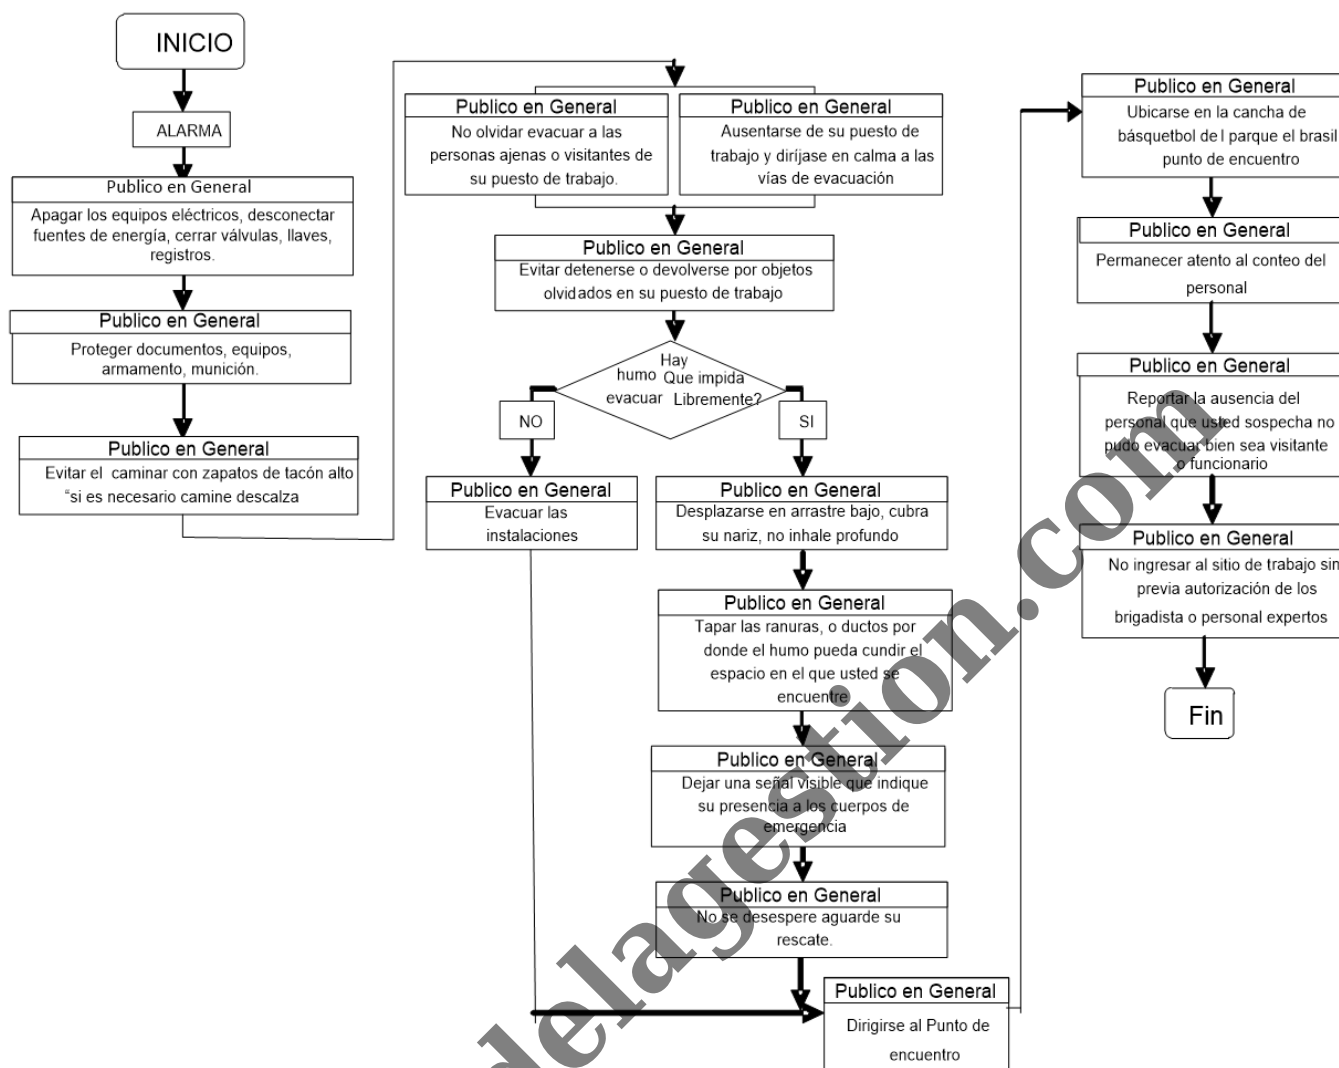 INICIO
ALARMA
Publico en General
Apagar los equipos eléctricos, desconectar
fuentes de energía, cerrar válvulas, llaves,
registros.
Publico en General
Proteger documentos, equipos,
armamento, munición.
Publico en General
Evitar el caminar con zapatos de tacón alto
“si es necesario camine descalza
Publico en General
No olvidar evacuar a las
personas ajenas o visitantes de
su puesto de trabajo.
Publico en General
Ausentarse de su puesto de
trabajo y diríjase en calma a las
vías de evacuación
Publico en General
Evitar detenerse o devolverse por objetos
olvidados en su puesto de trabajo
Hay
humo Que impida
evacuar Libremente?
NO
SI
Publico en General
Evacuar las
instalaciones
Publico en General
Desplazarse en arrastre bajo, cubra
su nariz, no inhale profundo
Publico en General
Tapar las ranuras, o ductos por
donde el humo pueda cundir el
espacio en el que usted se
encuentre
Publico en General
Dejar una señal visible que indique
su presencia a los cuerpos de
emergencia
Publico en General
No se desespere aguarde su
rescate.
Publico en General
Dirigirse al Punto de
encuentro
Publico en General
Ubicarse en la cancha de
básquetbol de l parque el brasil
punto de encuentro
Publico en General
Permanecer atento al conteo del
personal
Publico en General
Reportar la ausencia del
personal que usted sospecha no
pudo evacuar bien sea visitante
o funcionario
Publico en General
No ingresar al sitio de trabajo sin
previa autorización de los
brigadista o personal expertos
Fin
delagestion.com